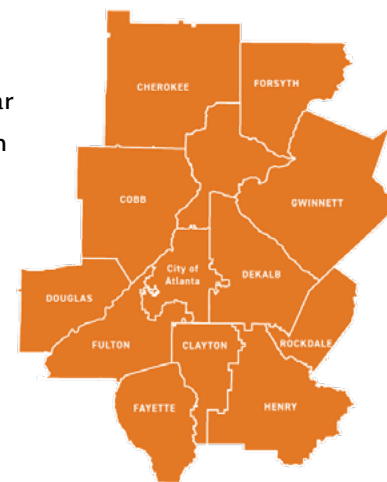 ar
n
CHEROKEE
FORSYTH
COBB
GWINNETT
City of
Atlanta
DEKALB
DOUGLAS
FULTON
CLAYTON
ROCKDALE
FAYETTE
HENRY